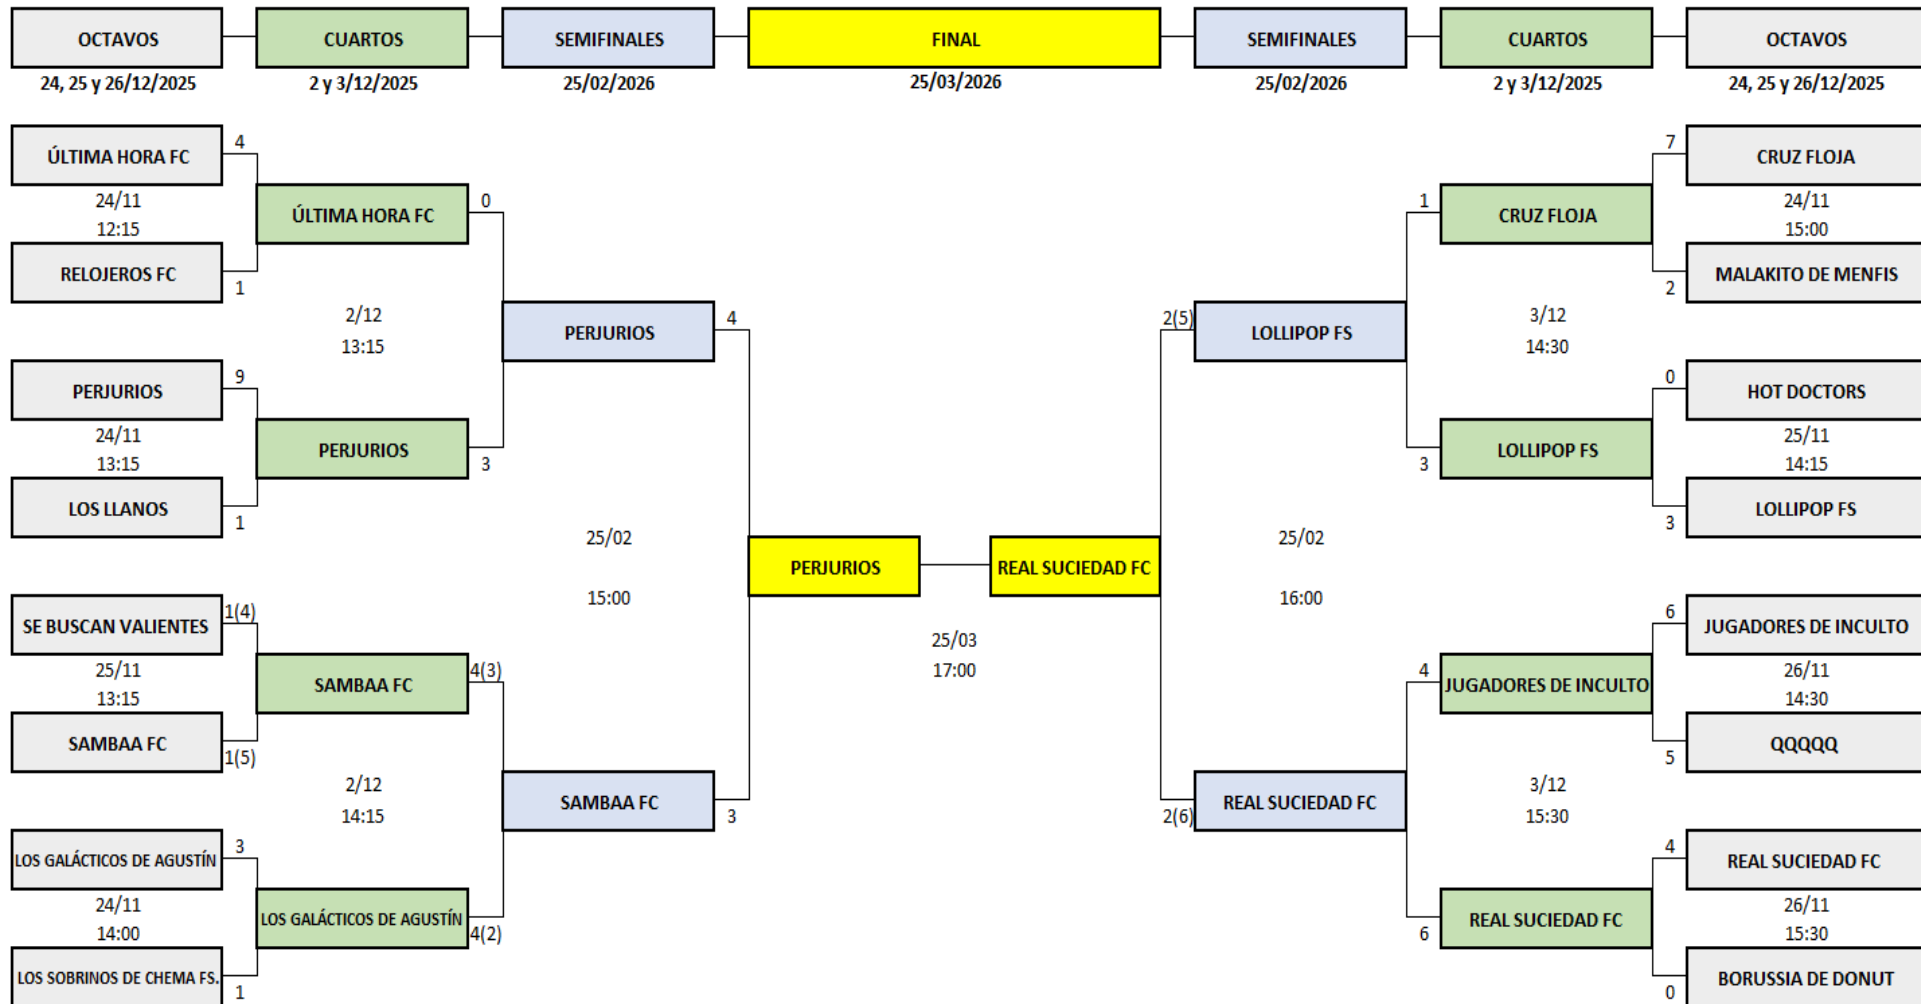 OCTAVOS
CUARTOS
SEMIFINALES
FINAL
SEMIFINALES
CUARTOS
OCTAVOS
24, 25 y 26/12/2025
2 y 3/12/2025
25/02/2026
25/03/2026
25/02/2026
2 y 3/12/2025
24, 25 y 26/12/2025
ÚLTIMA HORA FC
4
24/11
12:15
RELOJEROS FC
1
PERJURIOS
9
24/11
13:15
LOS LLANOS
1
SE BUSCAN VALIENTES
1(4)
25/11
13:15
SAMBAA FC
1(5)
LOS GALÁCTICOS DE AGUSTÍN
3
24/11
14:00
LOS SOBRINOS DE CHEMA FS.
1
ÚLTIMA HORA FC
0
2/12
13:15
PERJURIOS
3
SAMBAA FC
4(3)
2/12
14:15
LOS GALÁCTICOS DE AGUSTÍN
4(2)
PERJURIOS
4
25/02
15:00
SAMBAA FC
3
PERJURIOS
REAL SUCIEDAD FC
25/03
17:00
2(5)
LOLLIPOP FS
25/02
16:00
2(6)
REAL SUCIEDAD FC
1
CRUZ FLOJA
3/12
14:30
3
LOLLIPOP FS
4
JUGADORES DE INCULTO
3/12
15:30
6
REAL SUCIEDAD FC
7
CRUZ FLOJA
24/11
15:00
2
MALAKITO DE MENFIS
0
HOT DOCTORS
25/11
14:15
3
LOLLIPOP FS
6
JUGADORES DE INCULTO
26/11
14:30
5
QQQQQ
4
REAL SUCIEDAD FC
26/11
15:30
0
BORUSSIA DE DONUT